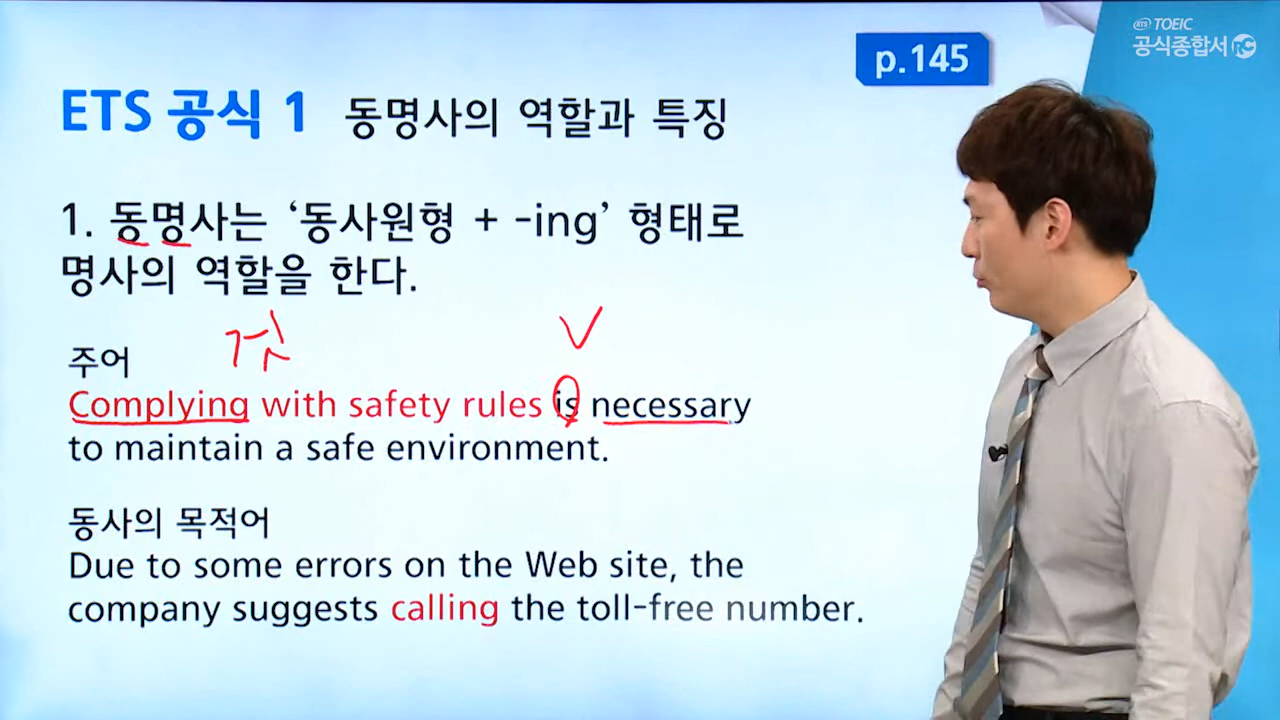 ETS TOEIC
공식종합서 RC
p.145
ETS 공식 1 동명사의 역할과 특징
1. 동명사는 ‘동사원형 + -ing’ 형태로
명사의 역할을 한다.
것
V
주어
Complying with safety rules is necessary
to maintain a safe environment.
동사의 목적어
Due to some errors on the Web site, the
company suggests calling the toll-free number.